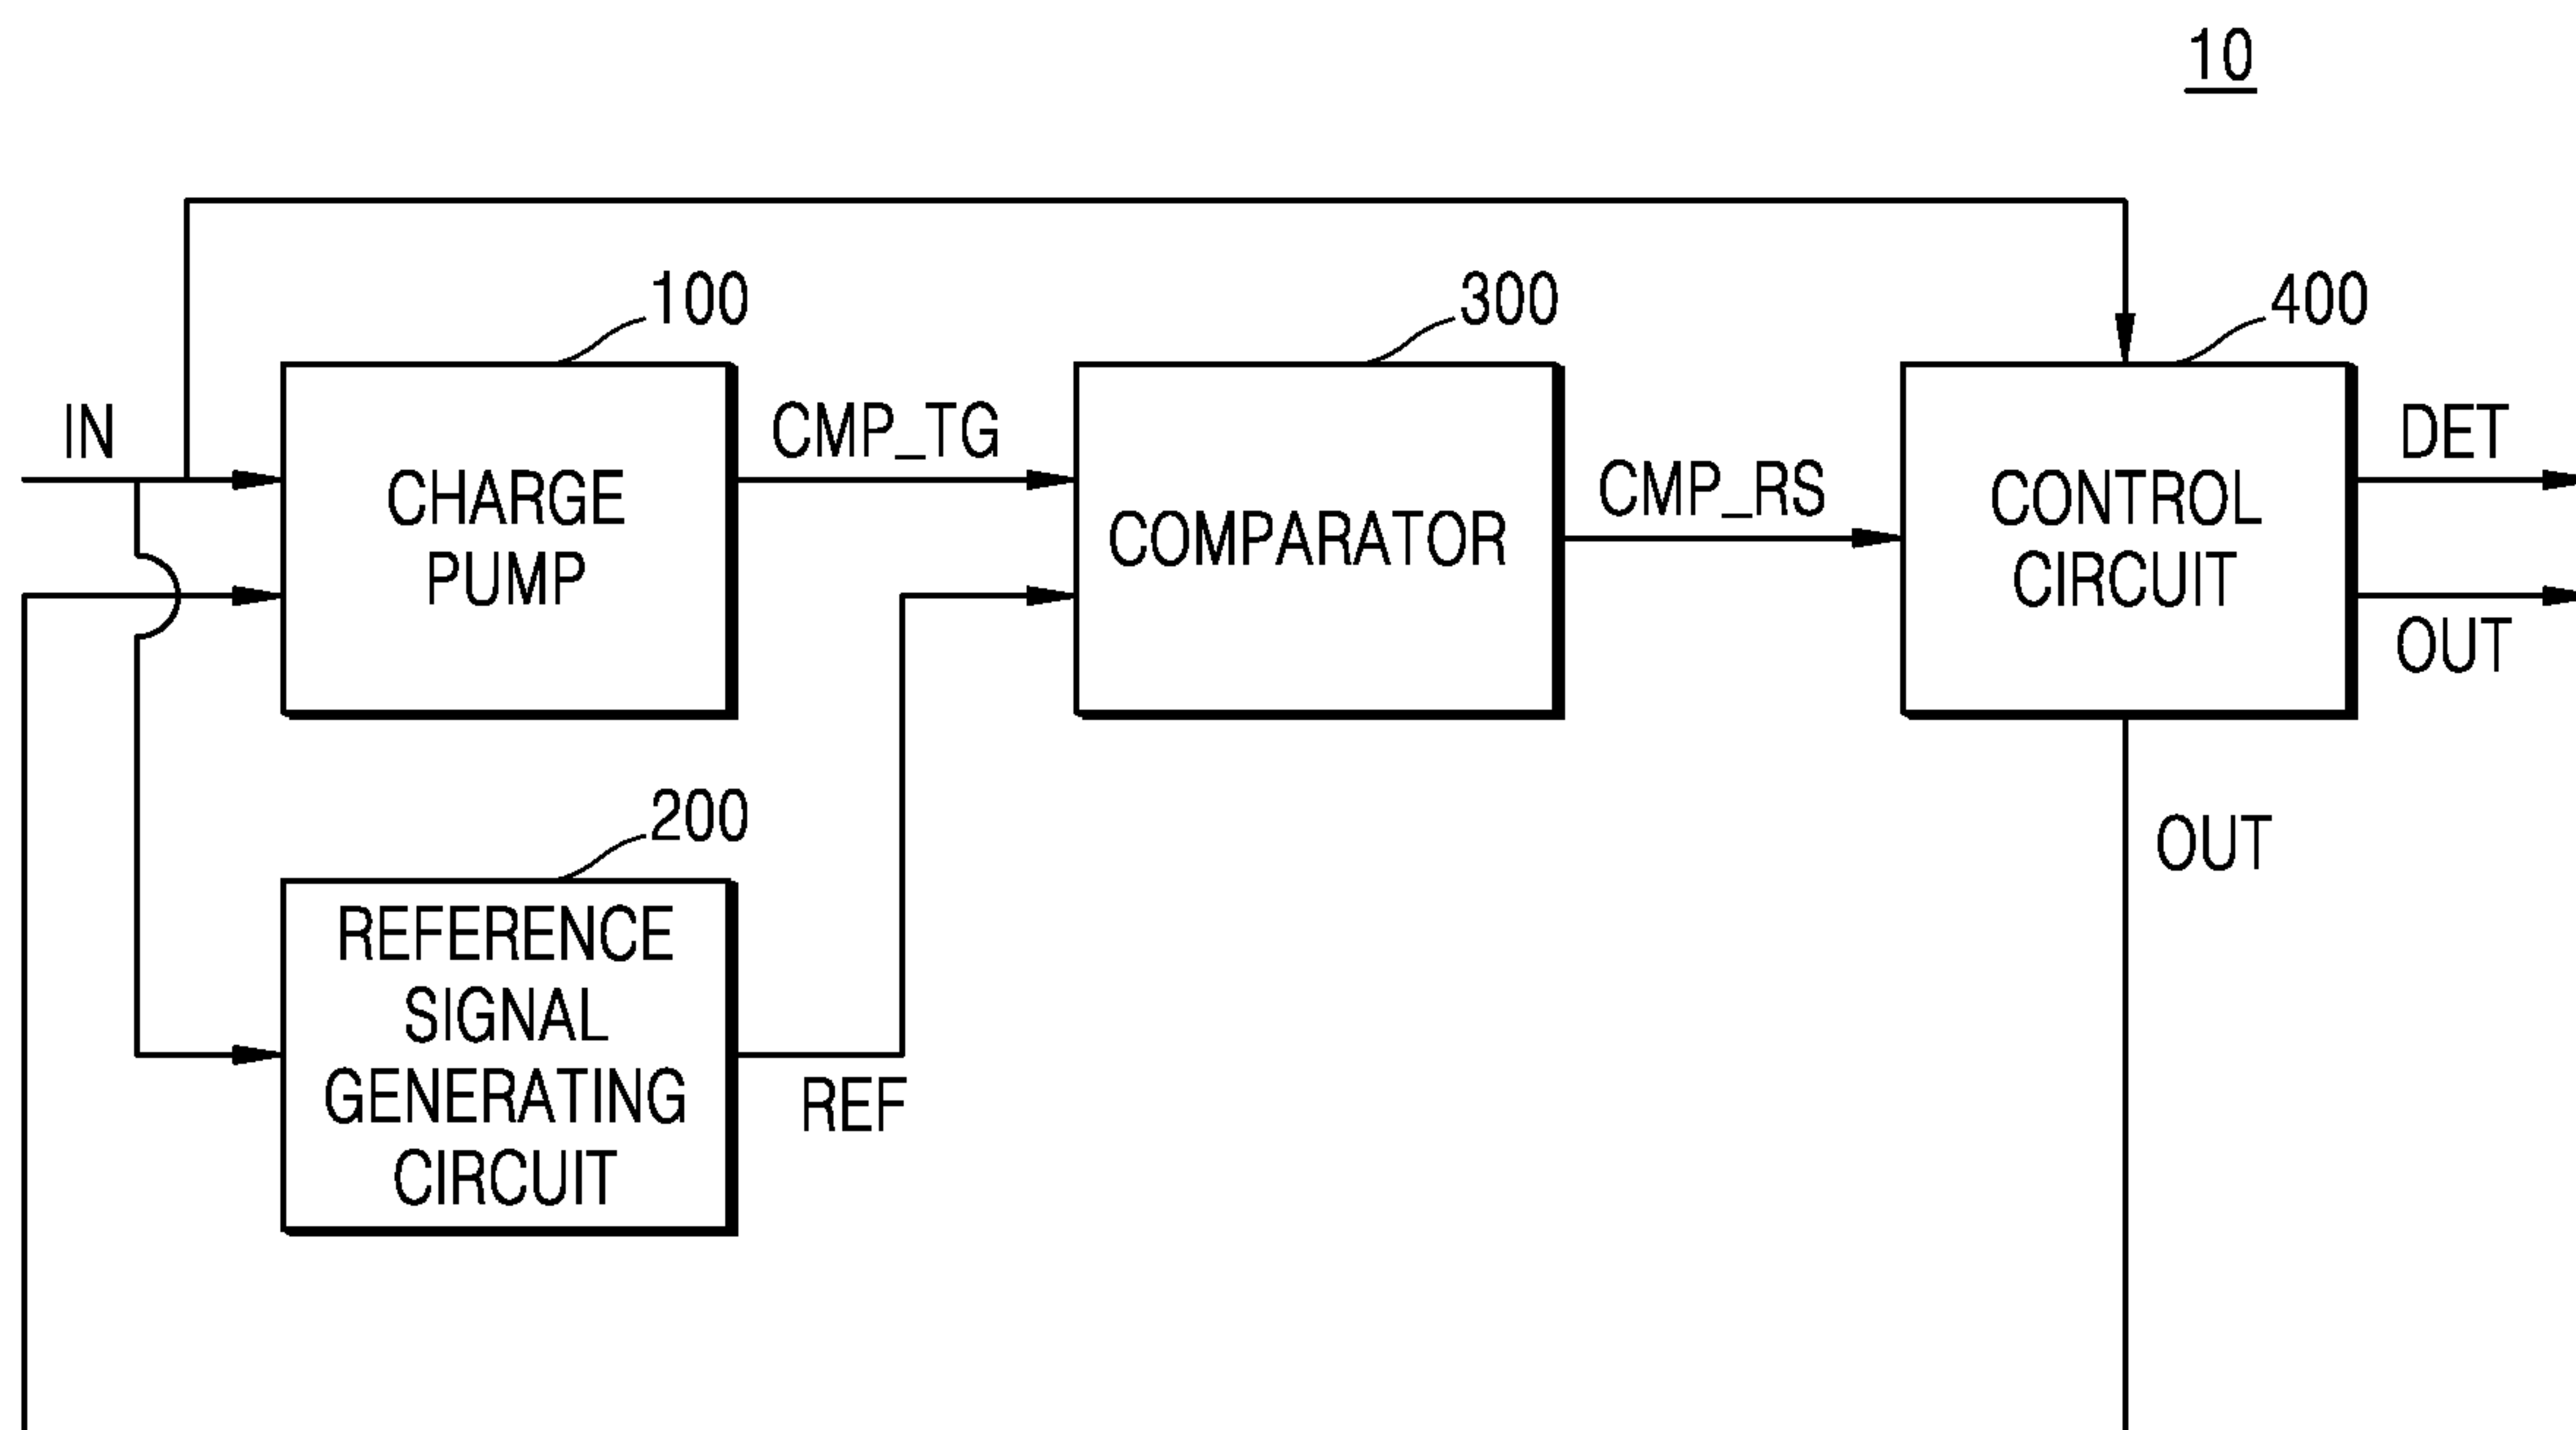 10
100
300
400
IN
CHARGE
PUMP
CMP_TG
COMPARATOR
CMP_RS
CONTROL
CIRCUIT
DET
OUT
200
REFERENCE
SIGNAL
GENERATING
CIRCUIT
REF
OUT